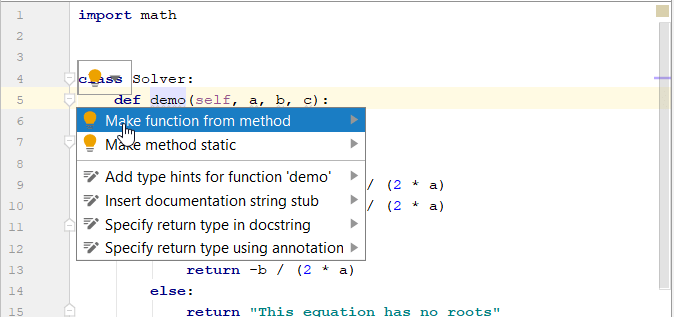 1 import math
2
3
4 class Solver:
5 def demo(self, a, b, c):
6
Make function from method
7
Make method static
8
Add type hints for function 'demo'
9 / (2 * a)
Insert documentation string stub
10 / (2 * a)
Specify return type in docstring
11
Specify return type using annotation
12
13 return -b / (2 * a)
14 else:
15 return "This equation has no roots"